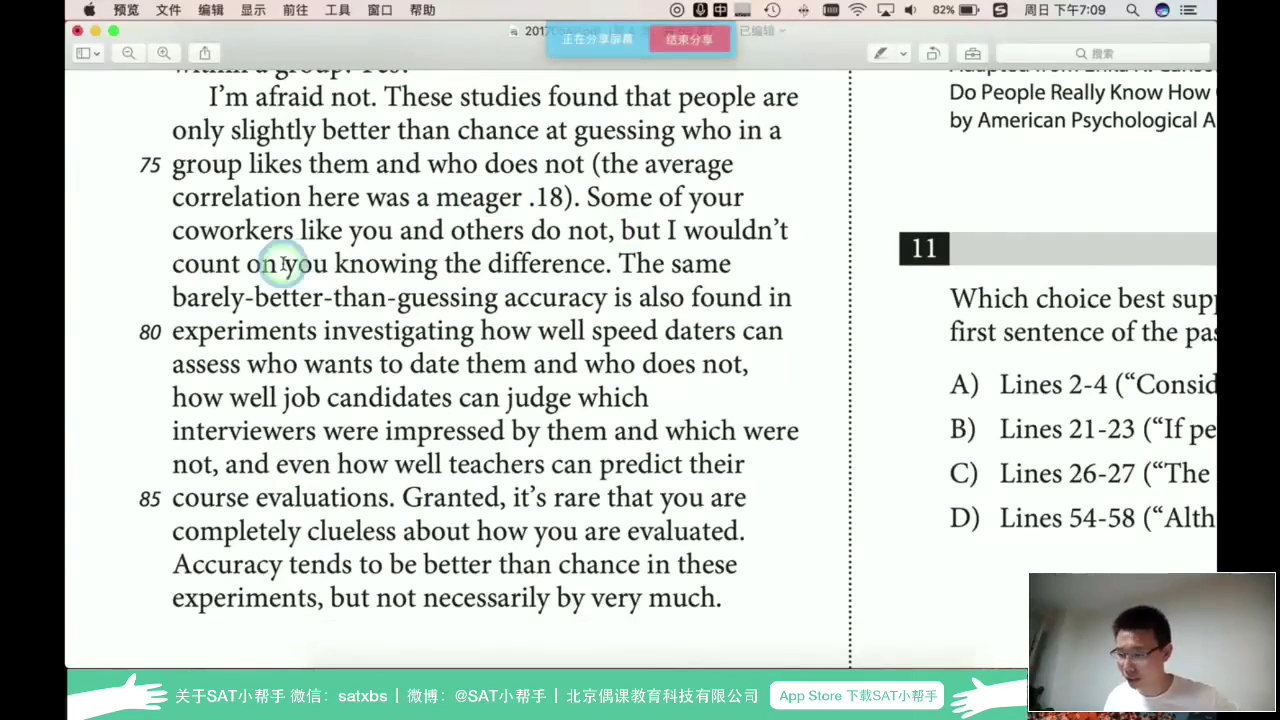 预览 文件 编辑 显示 前往 工具 窗口 帮助
中 82% 周日 下午7:09
2017 已编辑
正在分享屏幕 结束分享
搜索
within a group. Yes.
I'm afraid not. These studies found that people are
only slightly better than chance at guessing who in a
75 group likes them and who does not (the average
correlation here was a meager .18). Some of your
coworkers like you and others do not, but I wouldn't
count on you knowing the difference. The same
barely-better-than-guessing accuracy is also found in
80 experiments investigating how well speed daters can
assess who wants to date them and who does not,
how well job candidates can judge which
interviewers were impressed by them and which were
not, and even how well teachers can predict their
85 course evaluations. Granted, it's rare that you are
completely clueless about how you are evaluated.
Accuracy tends to be better than chance in these
experiments, but not necessarily by very much.
Do People Really Know How
by American Psychological A
11
Which choice best supp
first sentence of the pas
A) Lines 2-4 ("Consid
B) Lines 21-23 ("If pe
C) Lines 26-27 ("The
D) Lines 54-58 ("Alth
关于SAT小帮手 微信：satxbs | 微博：@SAT小帮手 | 北京偶课教育科技有限公司
App Store 下载SAT小帮手